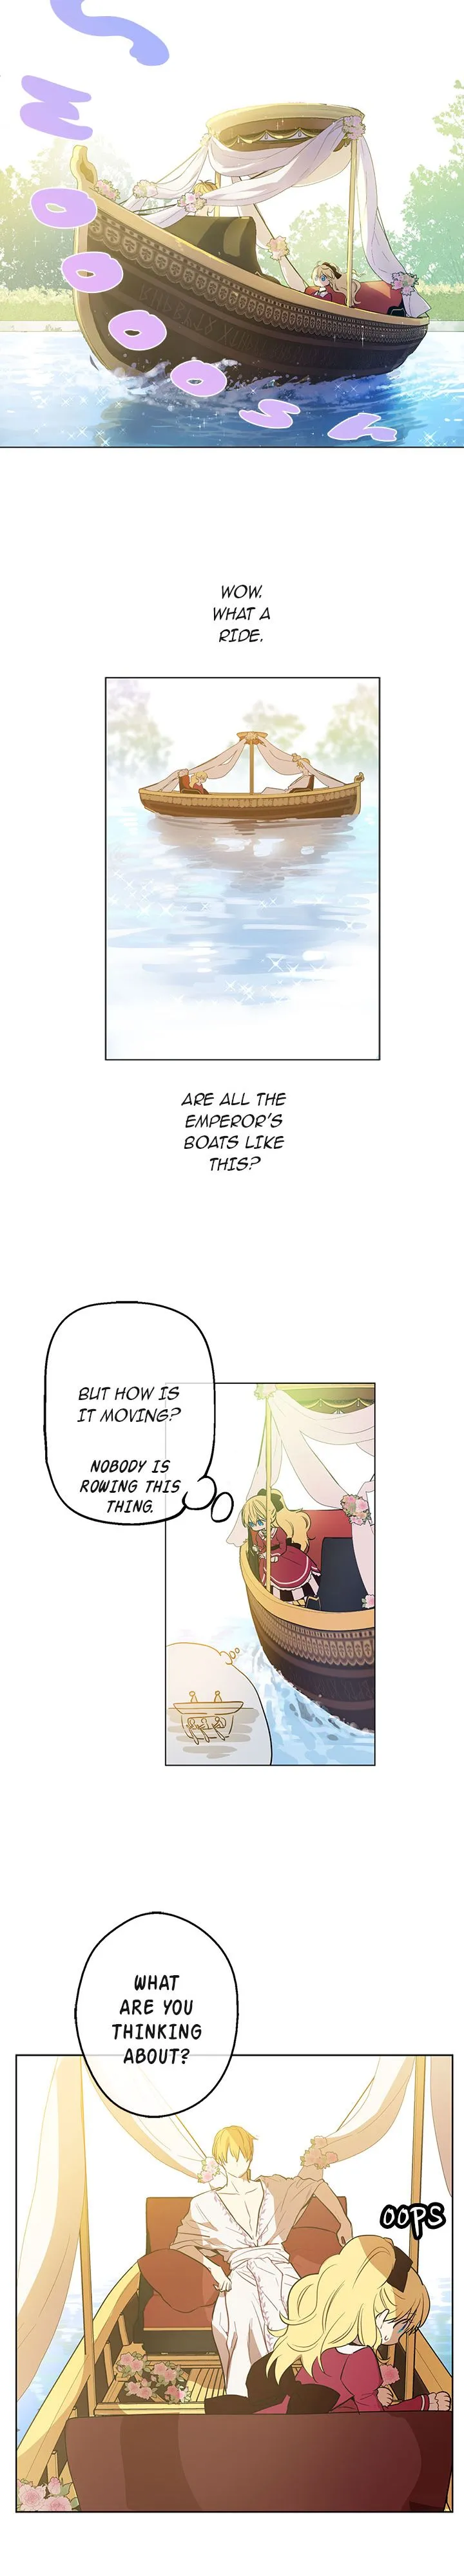 SWOOOOSH
WOW.
WHAT A
RIDE.
ARE ALL THE
EMPEROR'S
BOATS LIKE
THIS?
BUT HOW IS
IT MOVING?
NOBODY IS
ROWING THIS
THING.
WHAT
ARE YOU
THINKING
ABOUT?
OOPS